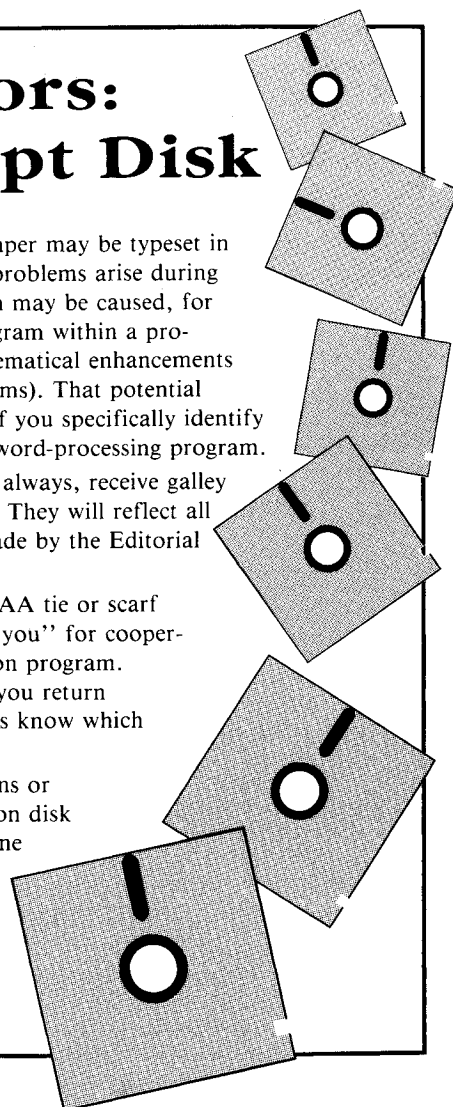 ors:
pt Disk
aper may be typeset in
problems arise during
n may be caused, for
gram within a pro-
ematical enhancements
ms). That potential
f you specifically identify
word-processing program.
always, receive galley
They will reflect all
ade by the Editorial
AA tie or scarf
you” for cooper-
on program.
you return
s know which
ns or
on disk
ne